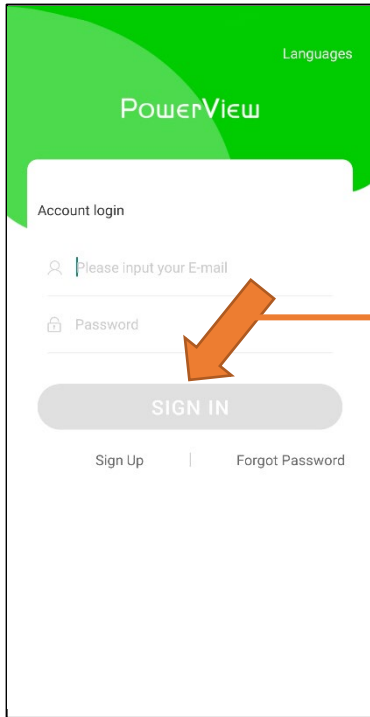 Languages
PowerView
Account login
Please input your E-mail
Password
SIGN IN
Sign Up | Forgot Password